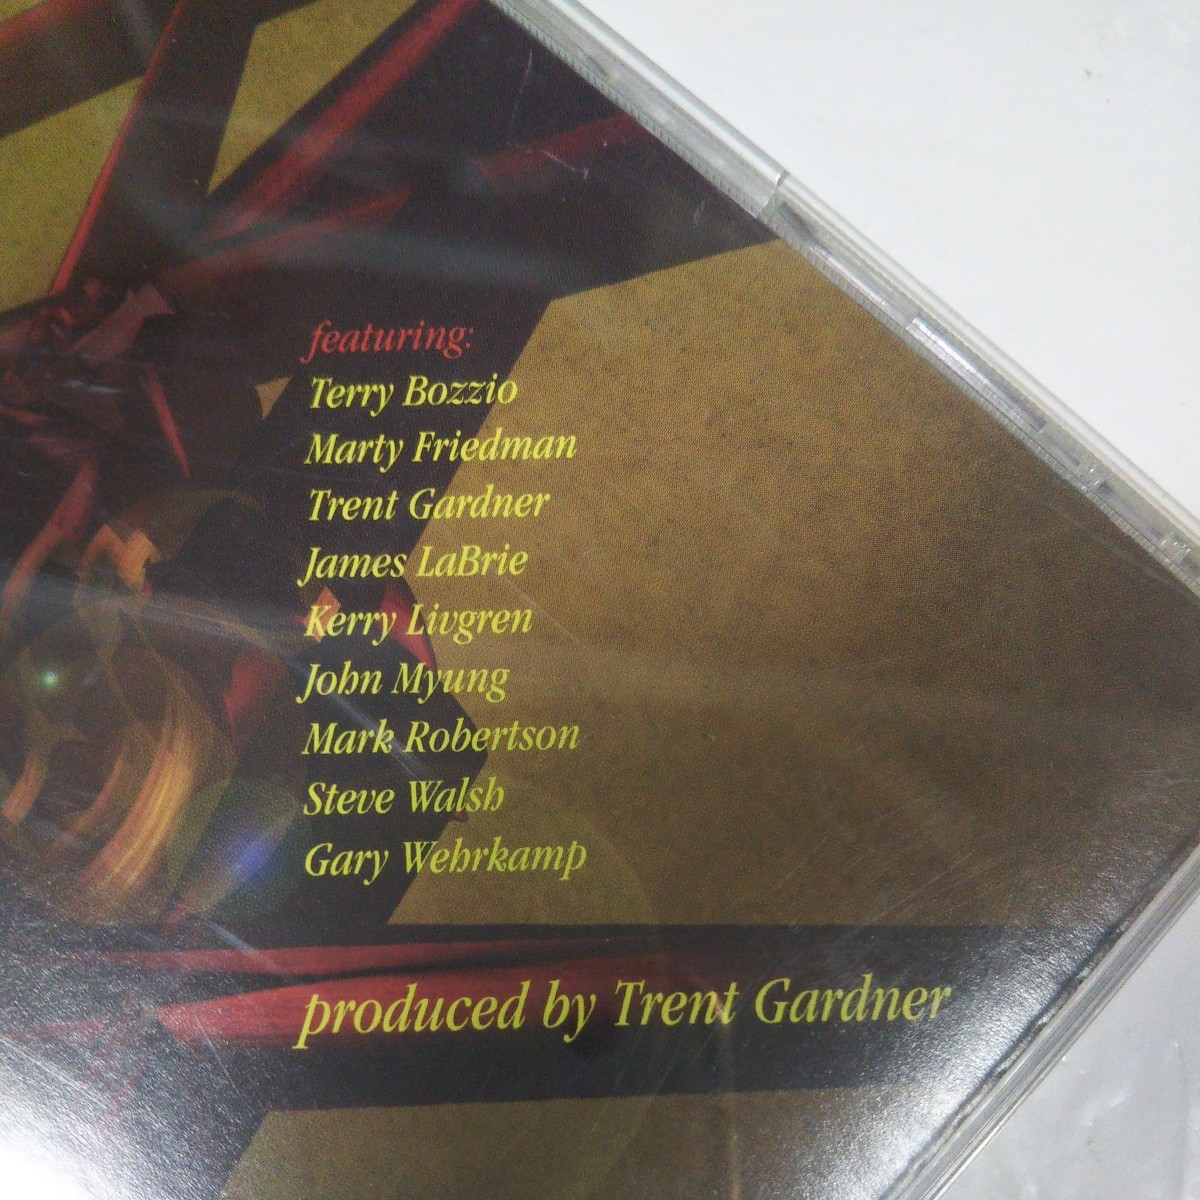 featuring:
Terry Bozzio
Marty Friedman
Trent Gardner
James LaBrie
Kerry Livgren
John Myung
Mark Robertson
Steve Walsh
Gary Wehrkamp
produced by Trent Gardner